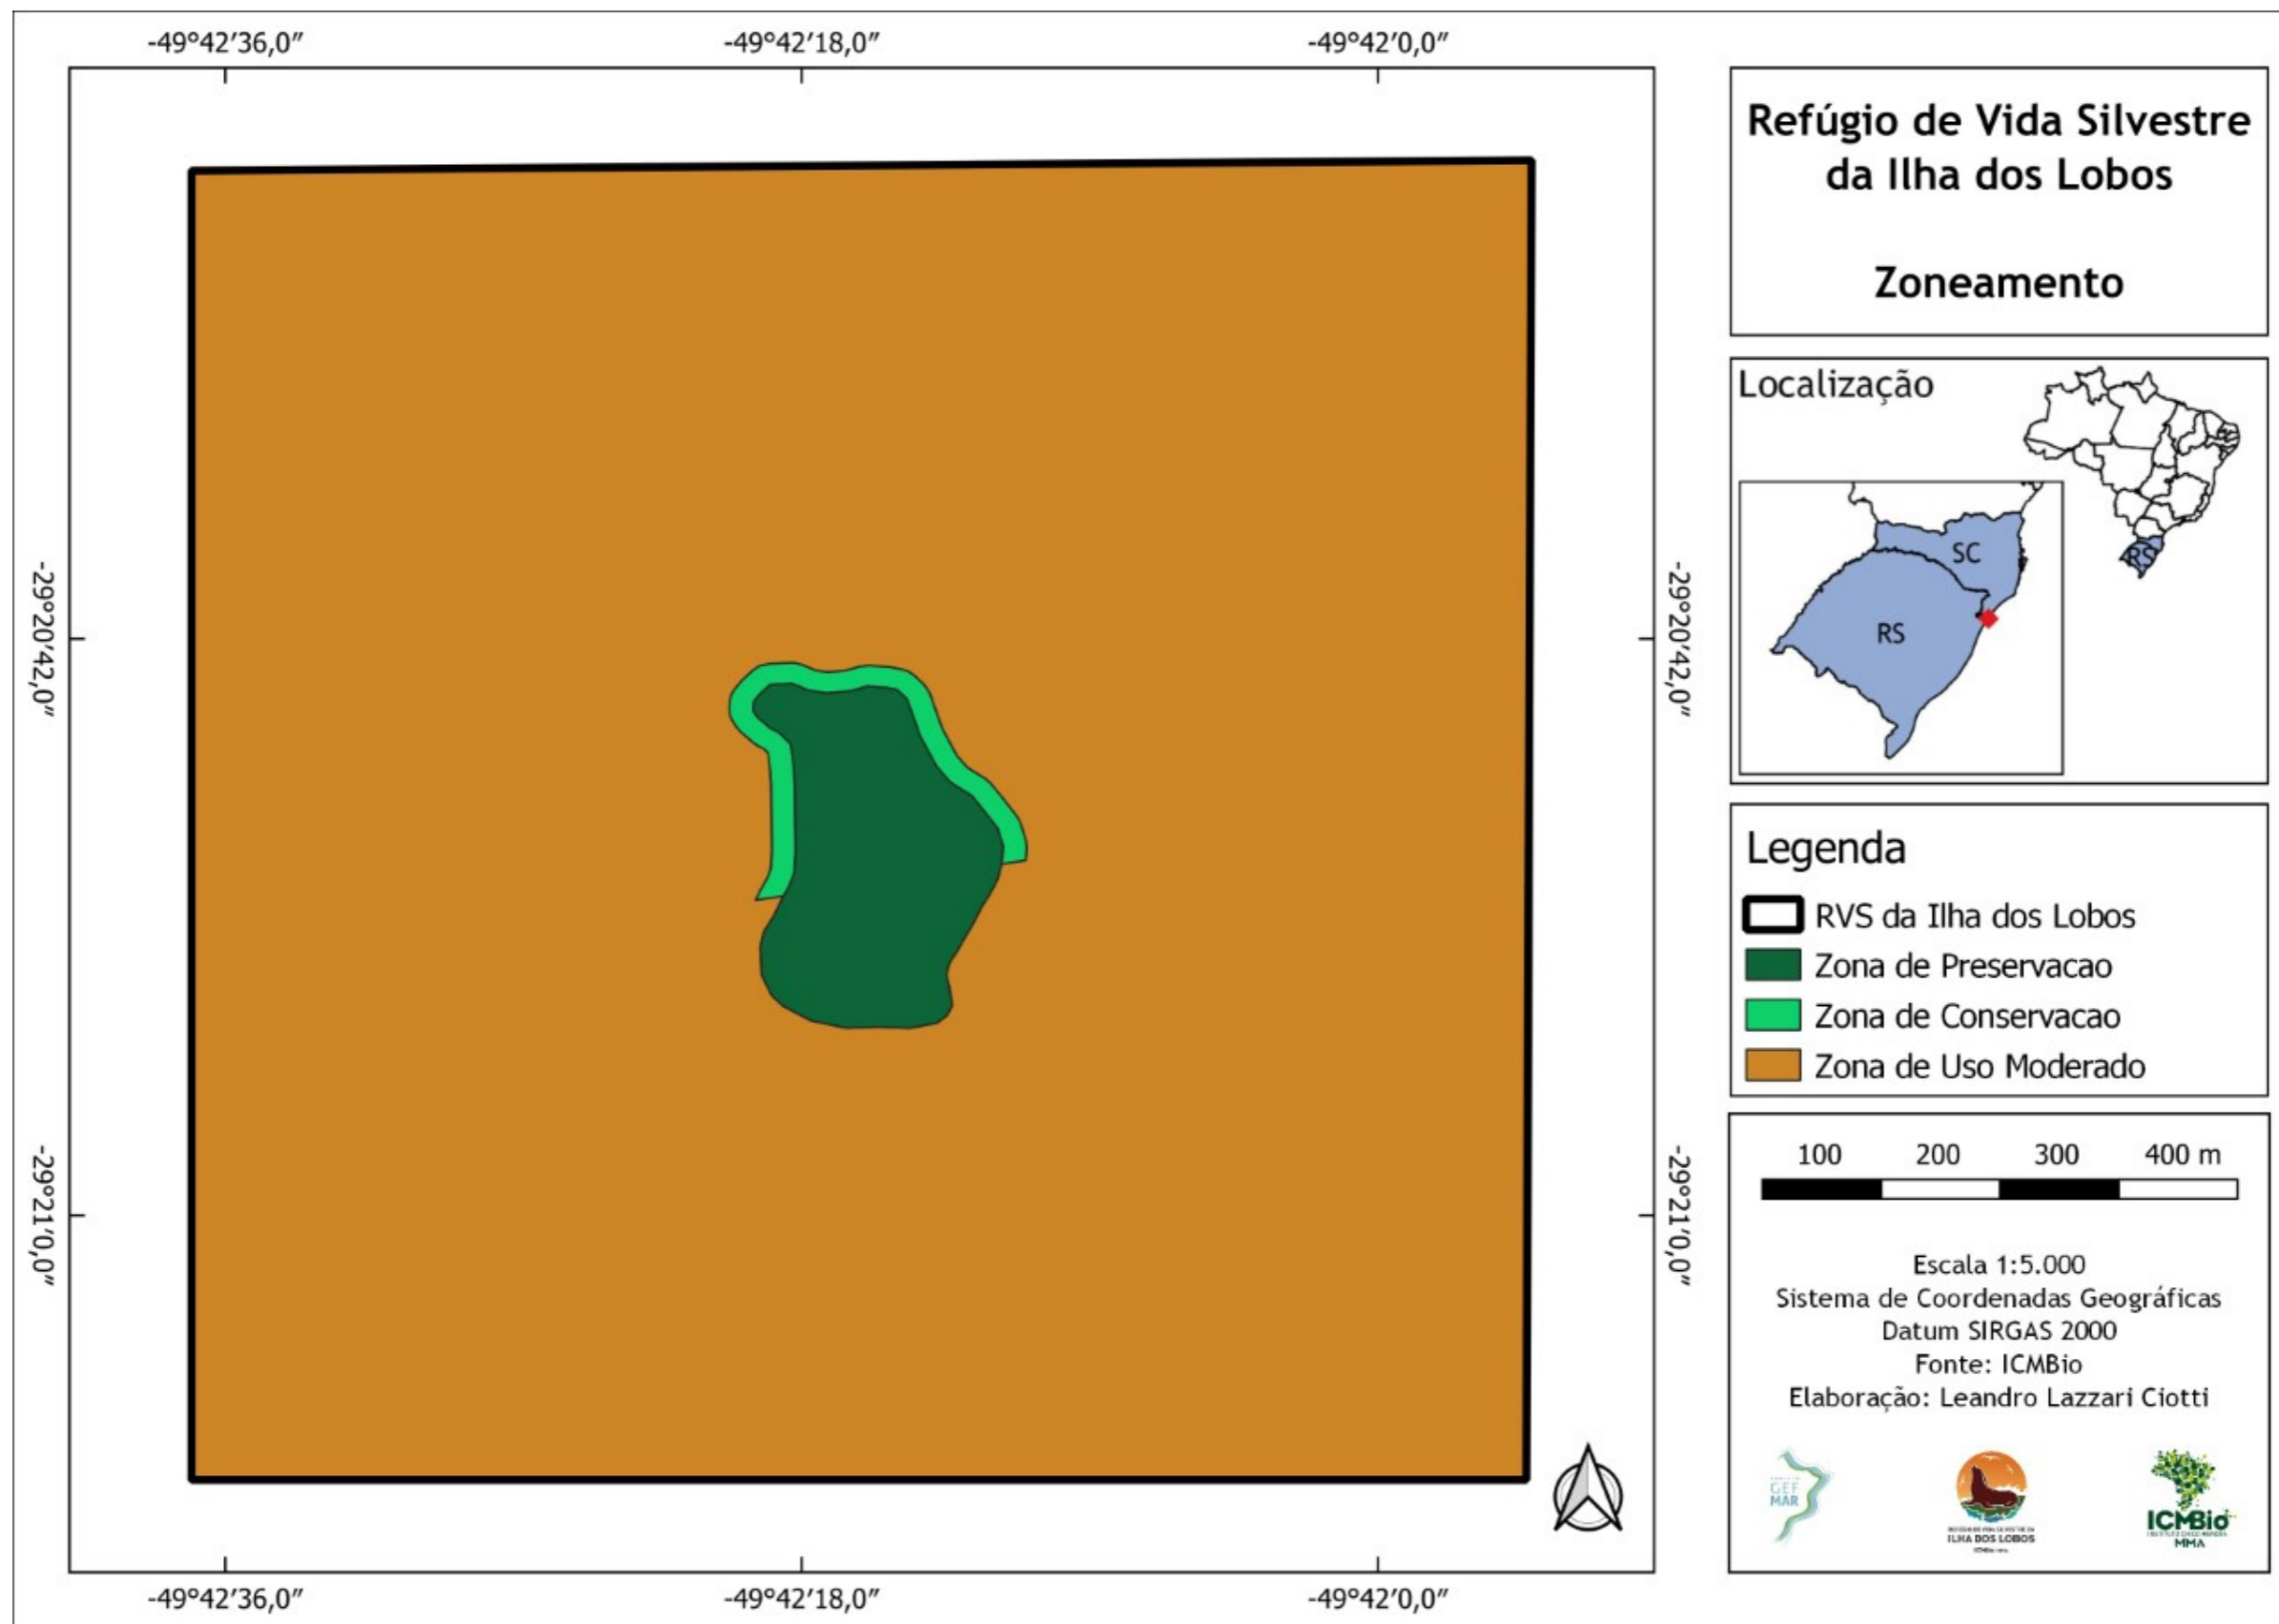 -49°42′36,0″
-49°42′18,0″
-49°42′0,0″
-29°20′42,0″
-29°20′42,0″
-29°21′0,0″
-29°21′0,0″
-49°42′36,0″
-49°42′18,0″
-49°42′0,0″
Refúgio de Vida Silvestre
da Ilha dos Lobos
Zoneamento
Localização
RS
SC
RS
Legenda
RVS da Ilha dos Lobos
Zona de Preservacao
Zona de Conservacao
Zona de Uso Moderado
100 200 300 400 m
Escala 1:5.000
Sistema de Coordenadas Geográficas
Datum SIRGAS 2000
Fonte: ICMBio
Elaboração: Leandro Lazzari Ciotti
GEF
MAR
ILHA DOS LOBOS
ICMBio
MMA